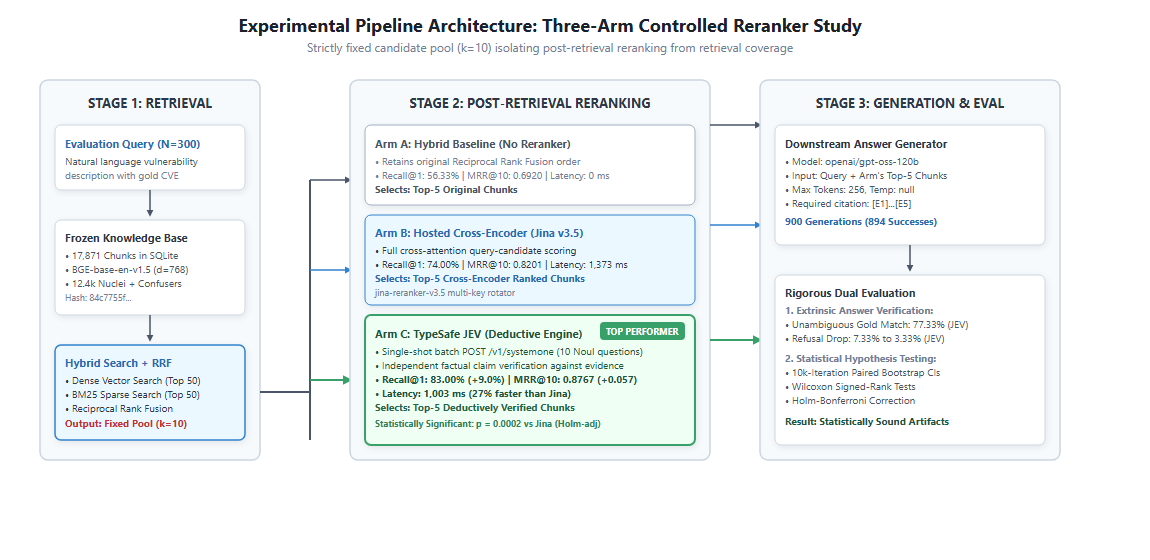 Experimental Pipeline Architecture: Three-Arm Controlled Reranker Study
Strictly fixed candidate pool (k=10) isolating post-retrieval reranking from retrieval coverage
STAGE 1: RETRIEVAL
Evaluation Query (N=300)
Natural language vulnerability
description with gold CVE
Frozen Knowledge Base
• 17,871 Chunks in SQLite
• BGE-base-en-v1.5 (d=768)
• 12.4k Nuclei + Confusers
Hash: 84c7755f...
Hybrid Search + RRF
• Dense Vector Search (Top 50)
• BM25 Sparse Search (Top 50)
• Reciprocal Rank Fusion
Output: Fixed Pool (k=10)
STAGE 2: POST-RETRIEVAL RERANKING
Arm A: Hybrid Baseline (No Reranker)
• Retains original Reciprocal Rank Fusion order
• Recall@1: 56.33% | MRR@10: 0.6920 | Latency: 0 ms
Selects: Top-5 Original Chunks
Arm B: Hosted Cross-Encoder (Jina v3.5)
• Full cross-attention query-candidate scoring
• Recall@1: 74.00% | MRR@10: 0.8201 | Latency: 1,373 ms
Selects: Top-5 Cross-Encoder Ranked Chunks
jina-reranker-v3.5 multi-key rotator
Arm C: TypeSafe JEV (Deductive Engine)
TOP PERFORMER
• Single-shot batch POST /v1/systemone (10 Noul questions)
• Independent factual claim verification against evidence
• Recall@1: 83.00% (+9.0%) | MRR@10: 0.8767 (+0.057)
• Latency: 1,003 ms (27% faster than Jina)
Selects: Top-5 Deductively Verified Chunks
Statistically Significant: p = 0.0002 vs Jina (Holm-adj)
STAGE 3: GENERATION & EVAL
Downstream Answer Generator
• Model: openai/gpt-oss-120b
• Input: Query + Arm's Top-5 Chunks
• Max Tokens: 256, Temp: null
• Required citation: [E1]...[E5]
900 Generations (894 Successes)
Rigorous Dual Evaluation
1. Extrinsic Answer Verification:
• Unambiguous Gold Match: 77.33% (JEV)
• Refusal Drop: 7.33% to 3.33% (JEV)
2. Statistical Hypothesis Testing:
• 10k-Iteration Paired Bootstrap CIs
• Wilcoxon Signed-Rank Tests
• Holm-Bonferroni Correction
Result: Statistically Sound Artifacts